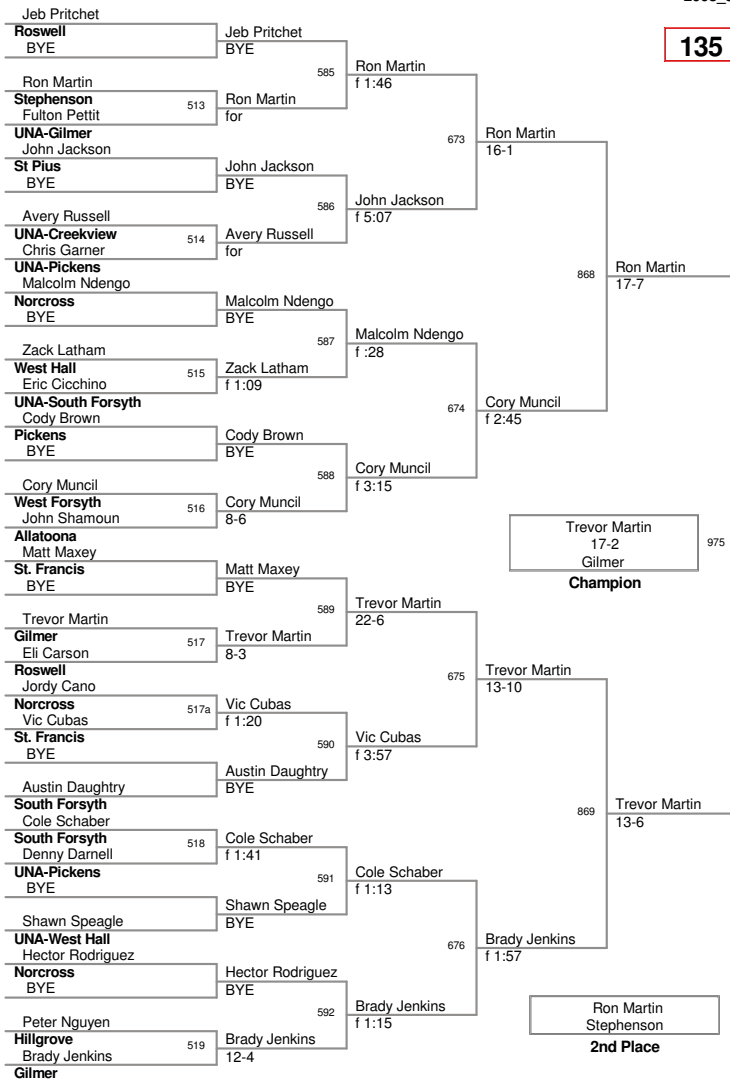 2008_S
135
Jeb Pritchet
Roswell
BYE
Ron Martin
Stephenson
Fulton Pettit
UNA-Gilmer
John Jackson
St Pius
BYE
Avery Russell
UNA-Creekview
Chris Garner
UNA-Pickens
Malcolm Ndengo
Norcross
BYE
Zack Latham
West Hall
Eric Cicchino
UNA-South Forsyth
Cody Brown
Pickens
BYE
Cory Muncil
West Forsyth
John Shamoun
Allatoona
Matt Maxey
St. Francis
BYE
Trevor Martin
Gilmer
Eli Carson
Roswell
Jordy Cano
Norcross
Vic Cubas
St. Francis
BYE
Austin Daughtry
South Forsyth
Cole Schaber
South Forsyth
Denny Darnell
UNA-Pickens
BYE
Shawn Speagle
UNA-West Hall
Hector Rodriguez
Norcross
BYE
Peter Nguyen
Hillgrove
Brady Jenkins
Gilmer
513
514
515
516
517
517a
518
519
Jeb Pritchet
BYE
Ron Martin
for
John Jackson
BYE
Avery Russell
for
Malcolm Ndengo
BYE
Zack Latham
f 1:09
Cody Brown
BYE
Cory Muncil
8-6
Matt Maxey
BYE
Trevor Martin
8-3
Vic Cubas
f 1:20
Austin Daughtry
BYE
Cole Schaber
f 1:41
Shawn Speagle
BYE
Hector Rodriguez
BYE
Brady Jenkins
12-4
585
586
587
588
589
590
591
592
Ron Martin
f 1:46
John Jackson
f 5:07
Malcolm Ndengo
f :28
Cory Muncil
f 3:15
Trevor Martin
22-6
Vic Cubas
f 3:57
Cole Schaber
f 1:13
Brady Jenkins
f 1:15
673
674
675
676
Ron Martin
16-1
Cory Muncil
f 2:45
Trevor Martin
13-10
Brady Jenkins
f 1:57
868
869
Ron Martin
17-7
Trevor Martin
13-6
Trevor Martin
17-2
Gilmer
975
Champion
Ron Martin
Stephenson
2nd Place